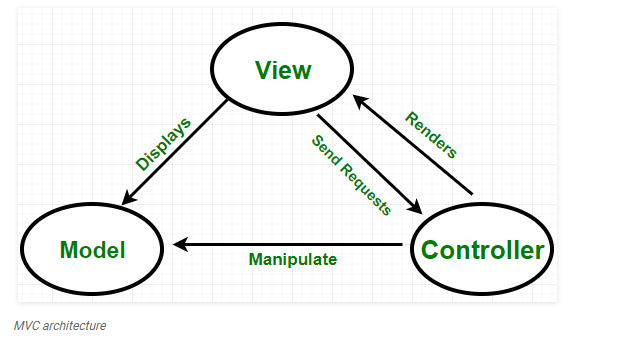 View
Displays
Send Requests
Renders
Model
Manipulate
Controller
MVC architecture